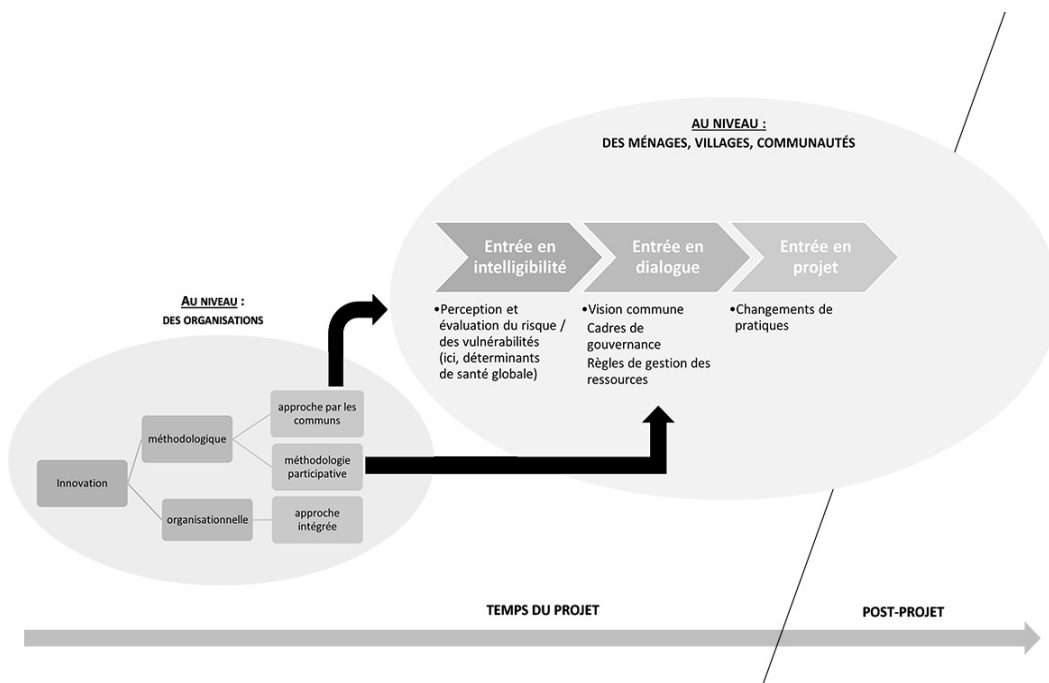 AU NIVEAU :
DES MÉNAGES, VILLAGES, COMMUNAUTÉS
Entrée en
intelligibilité
Entrée en
dialogue
Entrée en
projet
•Perception et
évaluation du risque /
des vulnérabilités
(ici, déterminants
de santé globale)
•Vision commune
Cadres de
gouvernance
Règles de gestion des
ressources
•Changements de
pratiques
AU NIVEAU :
DES ORGANISATIONS
Innovation
méthodologique
organisationnelle
approche par les
communs
méthodologie
participative
approche
intégrée
TEMPS DU PROJET
POST-PROJET